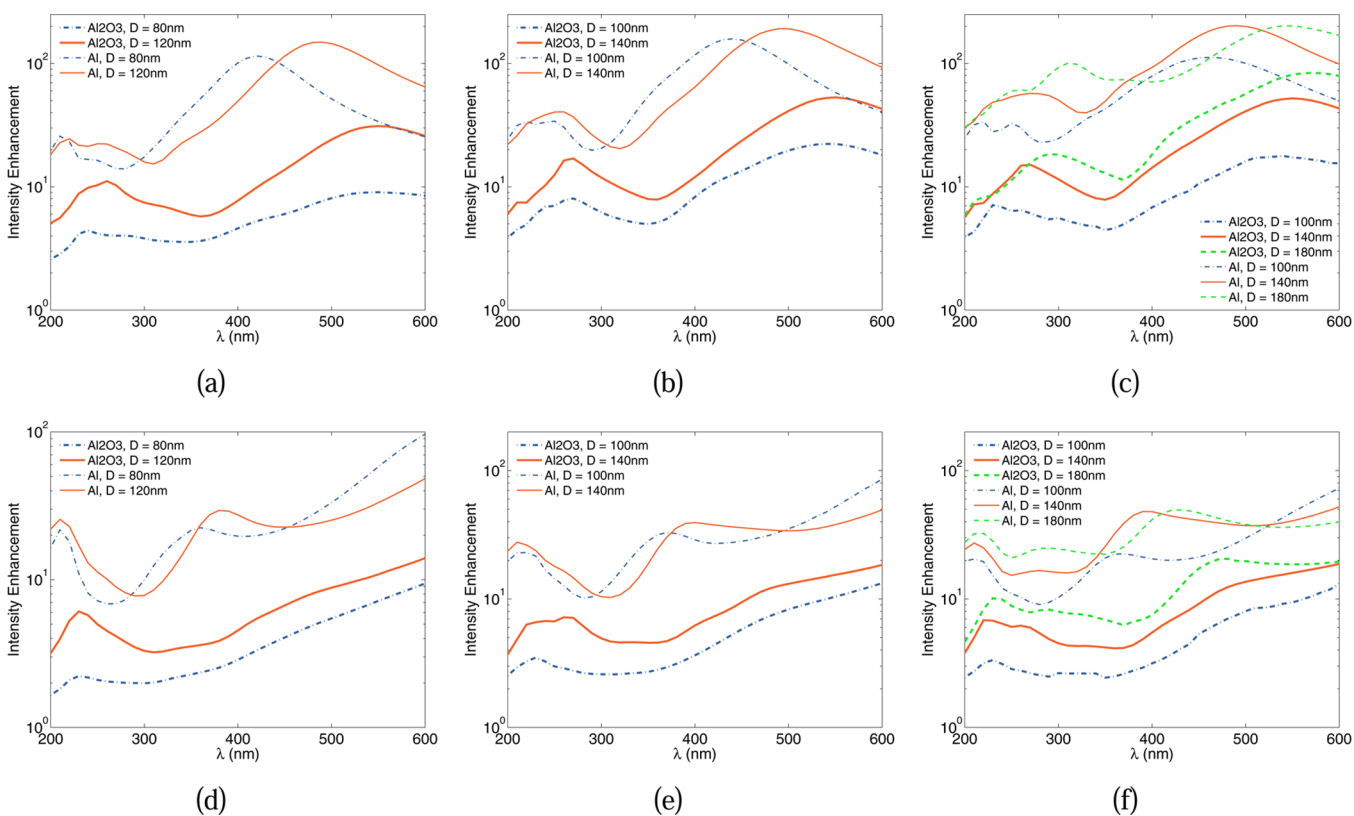 Al2O3, D = 80nm
Al2O3, D = 120nm
Al, D = 80nm
Al, D = 120nm
Intensity Enhancement
10^2
10^1
10^0
200 300 400 500 600
λ (nm)
(a)
Al2O3, D = 100nm
Al2O3, D = 140nm
Al, D = 100nm
Al, D = 140nm
Intensity Enhancement
10^2
10^1
10^0
200 300 400 500 600
λ (nm)
(b)
Intensity Enhancement
10^2
10^1
10^0
Al2O3, D = 100nm
Al2O3, D = 140nm
Al2O3, D = 180nm
Al, D = 100nm
Al, D = 140nm
Al, D = 180nm
200 300 400 500 600
λ (nm)
(c)
Al2O3, D = 80nm
Al2O3, D = 120nm
Al, D = 80nm
Al, D = 120nm
Intensity Enhancement
10^2
10^1
10^0
200 300 400 500 600
λ (nm)
(d)
Al2O3, D = 100nm
Al2O3, D = 140nm
Al, D = 100nm
Al, D = 140nm
Intensity Enhancement
10^2
10^1
10^0
200 300 400 500 600
λ (nm)
(e)
Al2O3, D = 100nm
Al2O3, D = 140nm
Al2O3, D = 180nm
Al, D = 100nm
Al, D = 140nm
Al, D = 180nm
Intensity Enhancement
10^2
10^1
10^0
200 300 400 500 600
λ (nm)
(f)